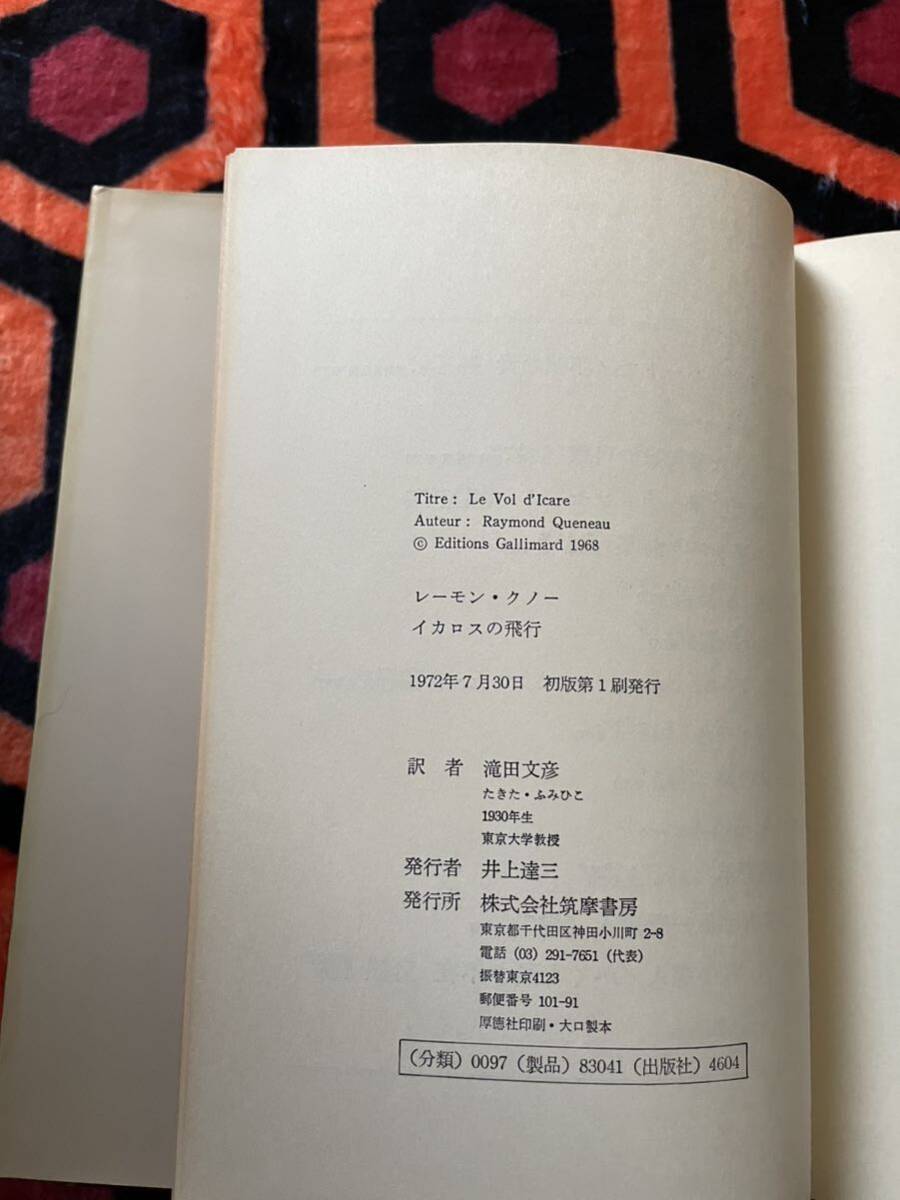 Titre : Le Vol d'Icare
Auteur : Raymond Queneau
© Editions Gallimard 1968
レーモン・クノー
イカロスの飛行
1972年7月30日 初版第1刷発行
訳者 滝田文彦
たきた・ふみひこ
1930年生
東京大学教授
発行者 井上達三
発行所 株式会社筑摩書房
東京都千代田区神田小川町 2-8
電話 (03) 291-7651 (代表)
振替東京4123
郵便番号 101-91
厚徳社印刷・大口製本
(分類) 0097 (製品) 83041 (出版社) 4604